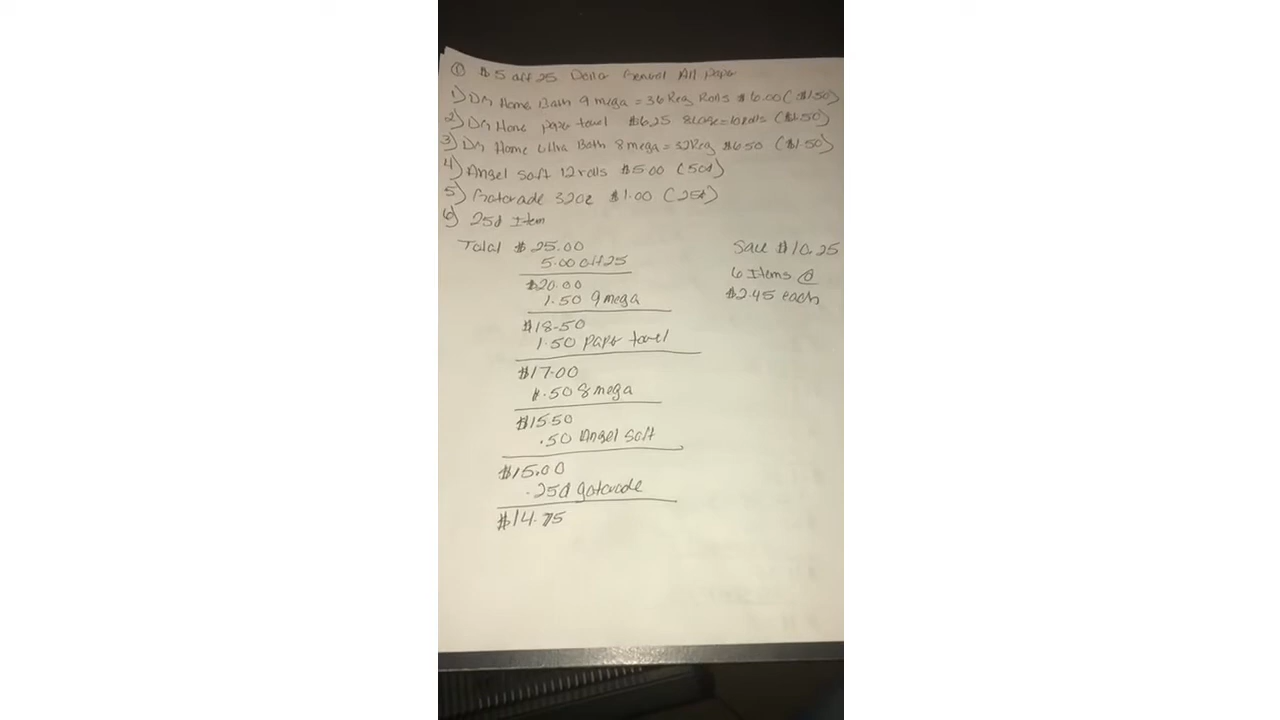 ① $5 off 25 Dolla General All Paper
1) DG Home Bath 9 mega = 36 Reg Rolls $6.00 ($1.50)
2) DG Home paper towel $6.25 8 Large = 10 rolls ($1.50)
3) DG Home Ultra Bath 8 mega = 32 Reg $6.50 ($1.50)
4) Angel Soft 12 rolls $5.00 (50¢)
5) Gatorade 32oz $1.00 (25¢)
6) 25¢ Item
Total $25.00
5.00 off 25
$20.00
1.50 9 mega
$18.50
1.50 paper towel
$17.00
1.50 8 mega
$15.50
.50 Angel Soft
$15.00
.25¢ gatorade
$14.75
Save $10.25
6 Items @
$2.45 each